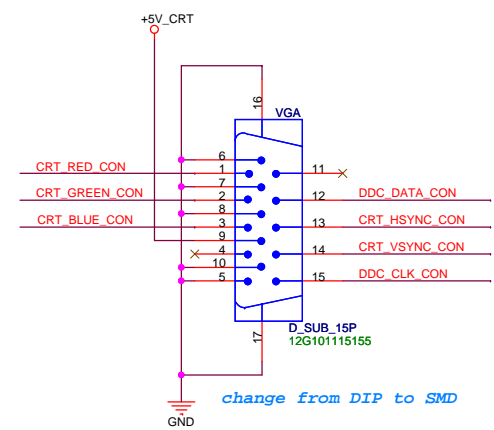 +5V_CRT
16
VGA
6
CRT_RED_CON
1
11
7
CRT_GREEN_CON
2
12
DDC_DATA_CON
8
CRT_BLUE_CON
3
13
CRT_HSYNC_CON
9
4
14
CRT_VSYNC_CON
10
5
15
DDC_CLK_CON
17
D_SUB_15P
12G101115155
change from DIP to SMD
GND